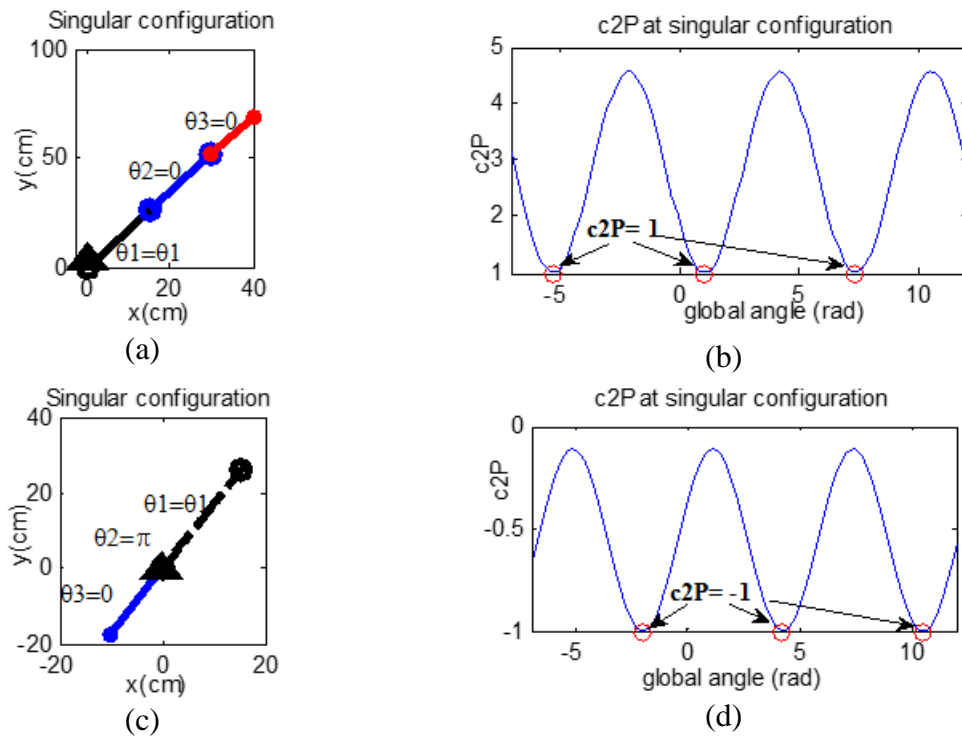 Singular configuration
100
50
0
y(cm)
θ3=0
θ2=0
θ1=θ1
0 20 40
x(cm)
(a)
c2P at singular configuration
5
4
3
2
1
c2P
c2P= 1
-5 0 5 10
global angle (rad)
(b)
Singular configuration
40
20
0
-20
y(cm)
θ1=θ1
θ2=π
θ3=0
-20 0 20
x(cm)
(c)
c2P at singular configuration
0
-0.5
-1
c2P
c2P= -1
-5 0 5 10
global angle (rad)
(d)